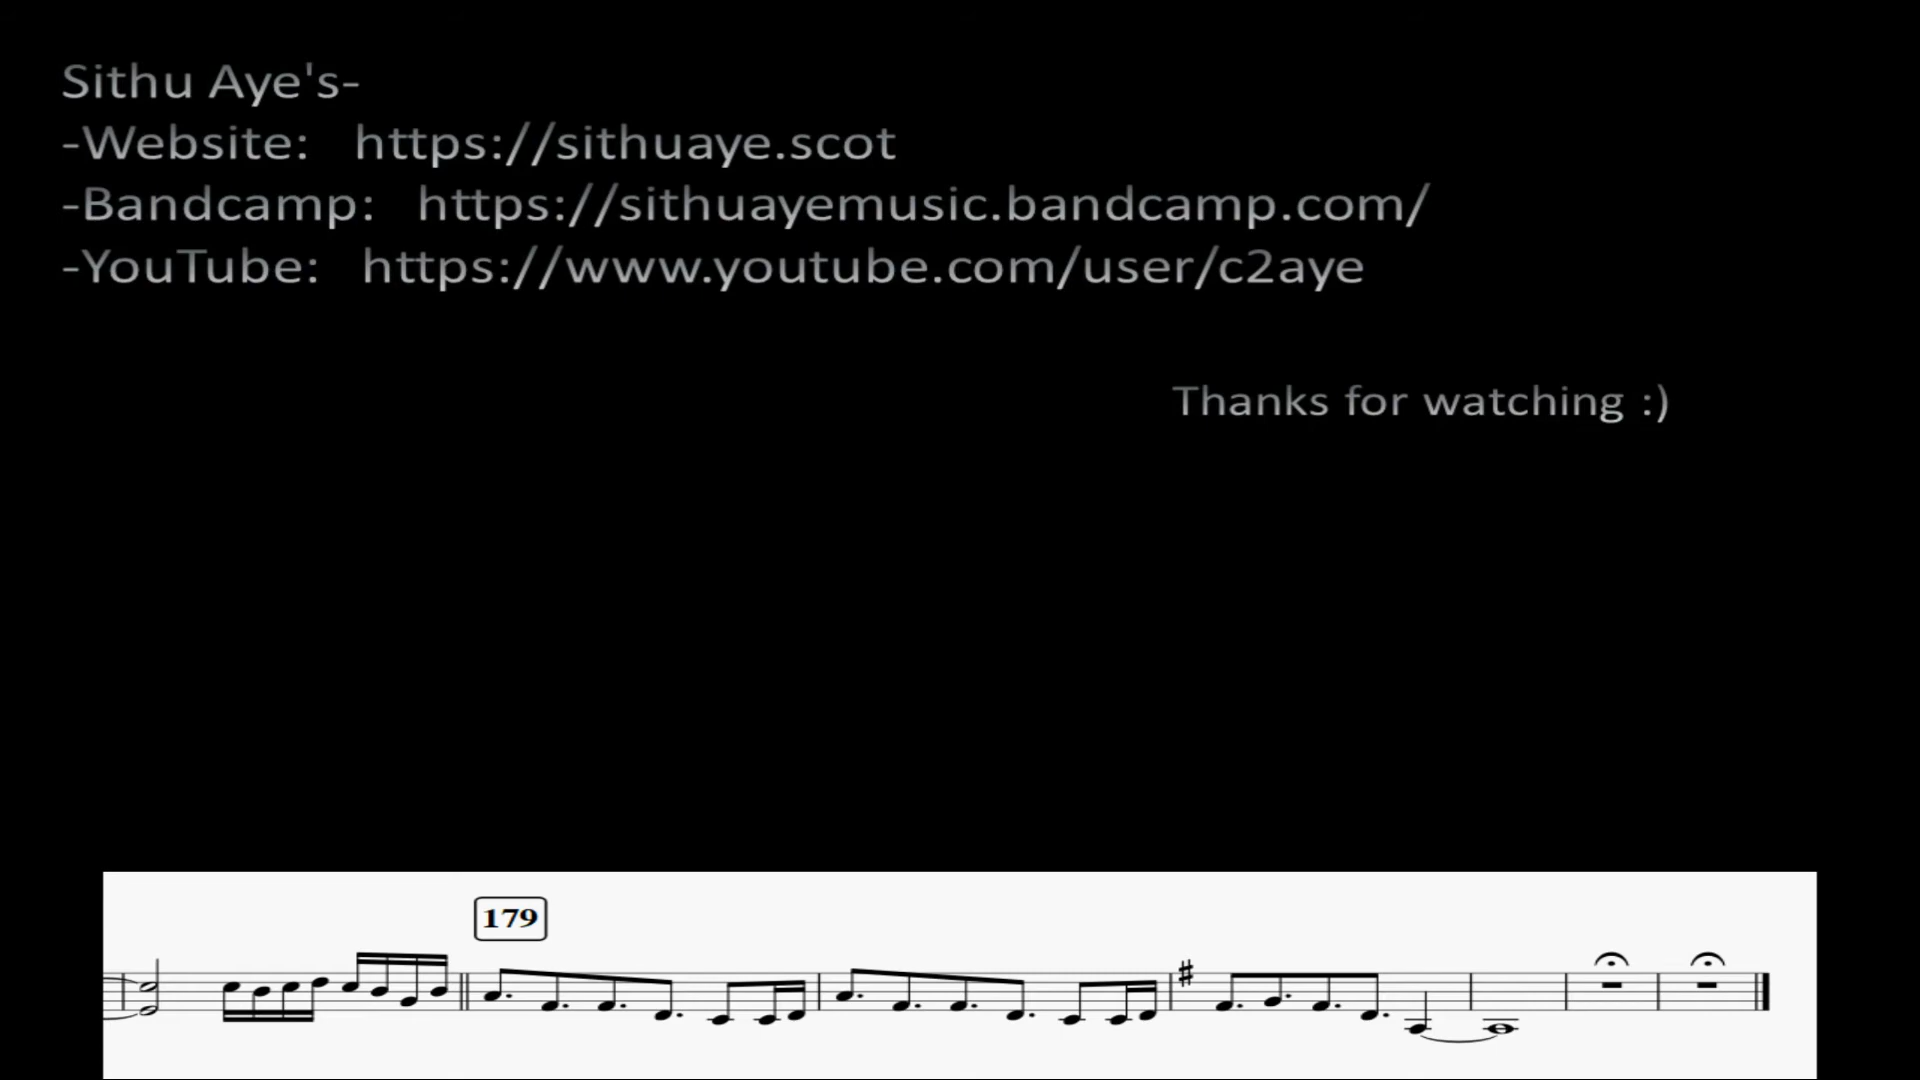 Sithu Aye's-
-Website: https://sithuaye.scot
-Bandcamp: https://sithuayemusic.bandcamp.com/
-YouTube: https://www.youtube.com/user/c2aye
Thanks for watching :)
179